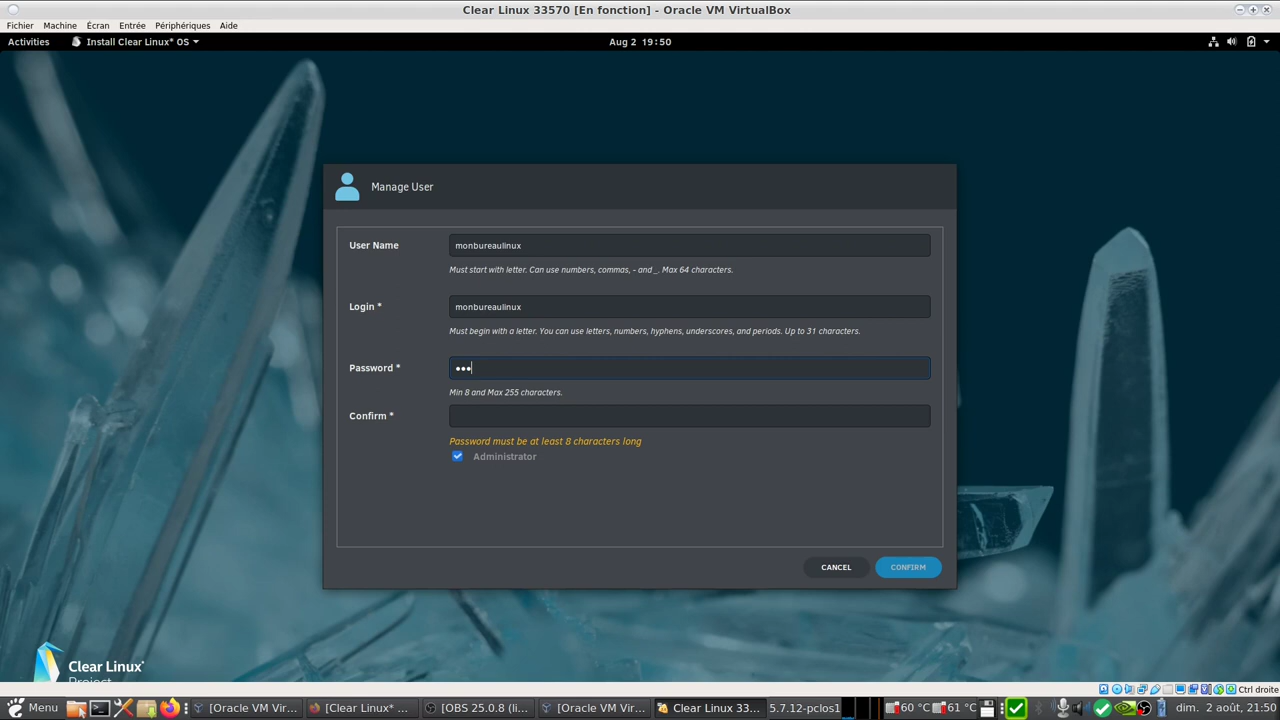 Clear Linux 33570 [En fonction] - Oracle VM VirtualBox
Fichier Machine Écran Entrée Périphériques Aide
Activities Install Clear Linux* OS Aug 2 19:50
Manage User
User Name monbureaulinux
Must start with letter. Can use numbers, commas, - and _. Max 64 characters.
Login * monbureaulinux
Must begin with a letter. You can use letters, numbers, hyphens, underscores, and periods. Up to 31 characters.
Password * •••
Min 8 and Max 255 characters.
Confirm *
Password must be at least 8 characters long
Administrator
CANCEL CONFIRM
Clear Linux*
Project
Ctrl droite
Menu [Oracle VM Vir... [Clear Linux* ... [OBS 25.0.8 (li... [Oracle VM Vir... Clear Linux 33... 5.7.12-pclos1 60 °C 61 °C dim. 2 août, 21:50